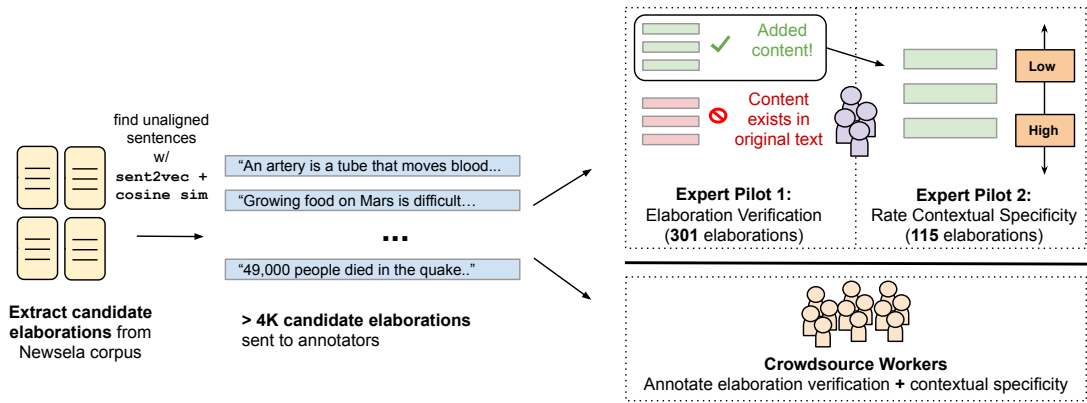 find unaligned
sentences
w/
sent2vec +
cosine sim
Extract candidate
elaborations from
Newsela corpus
“An artery is a tube that moves blood...
“Growing food on Mars is difficult…
...
“49,000 people died in the quake..”
> 4K candidate elaborations
sent to annotators
Added
content!
Content
exists in
original text
Low
High
Expert Pilot 1:
Elaboration Verification
(301 elaborations)
Expert Pilot 2:
Rate Contextual Specificity
(115 elaborations)
Crowdsource Workers
Annotate elaboration verification + contextual specificity